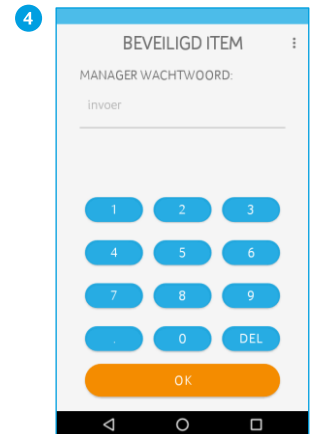 4
BEVEILIGD ITEM
MANAGER WACHTWOORD:
invoer
1 2 3
4 5 6
7 8 9
. 0 DEL
OK